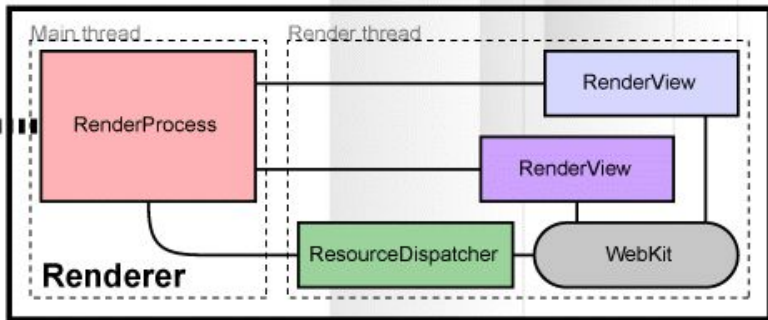 Main thread
Render thread
RenderProcess
RenderView
RenderView
ResourceDispatcher
WebKit
Renderer